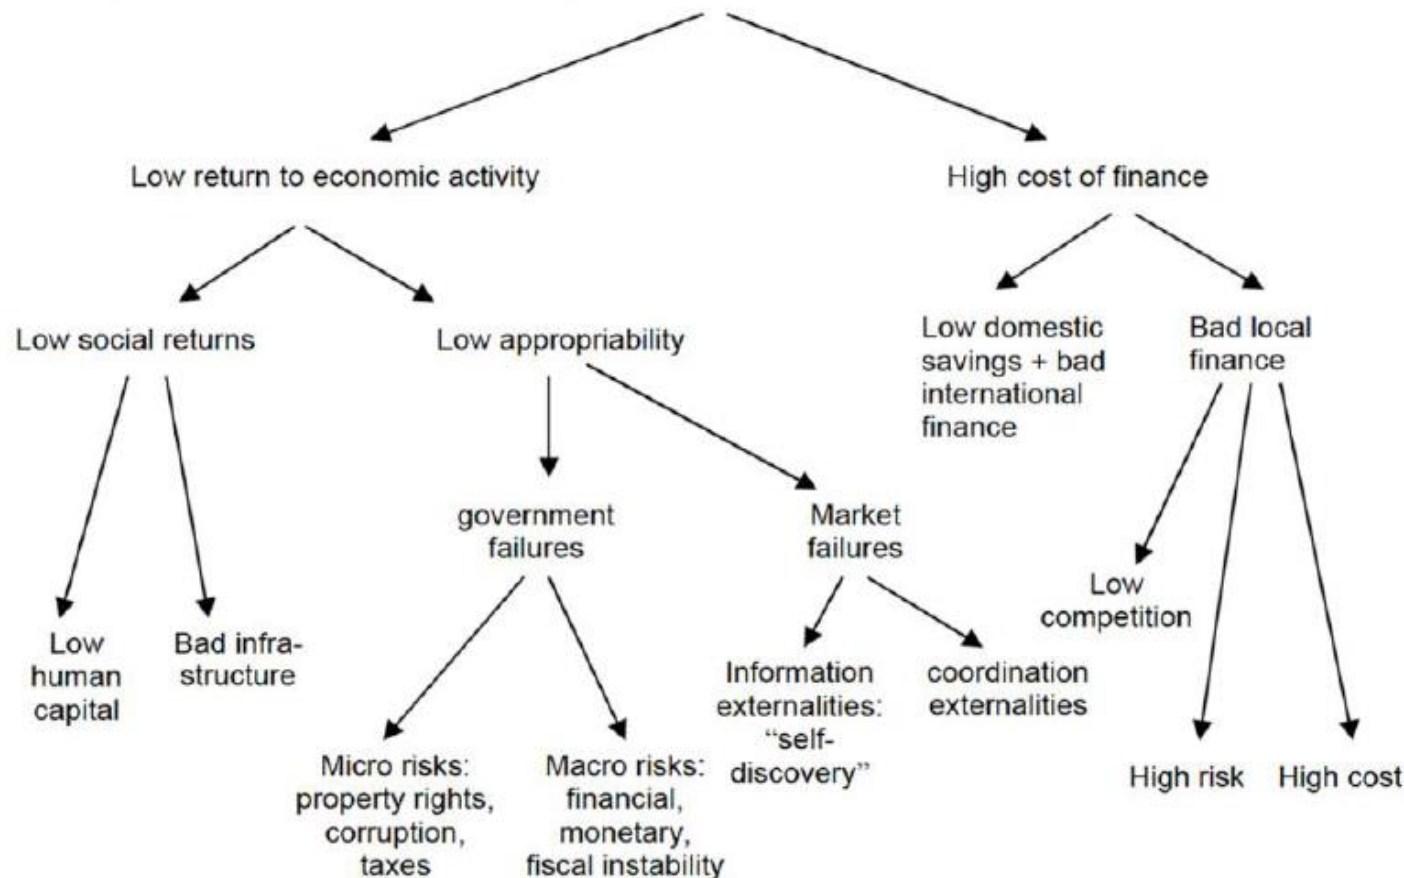 Low return to economic activity
High cost of finance
Low social returns
Low appropriability
Low domestic
savings + bad
international
finance
Bad local
finance
government
failures
Market
failures
Low
competition
Low
human
capital
Bad infra-
structure
Information
externalities:
“self-
discovery”
coordination
externalities
Micro risks:
property rights,
corruption,
taxes
Macro risks:
financial,
monetary,
fiscal instability
High risk
High cost